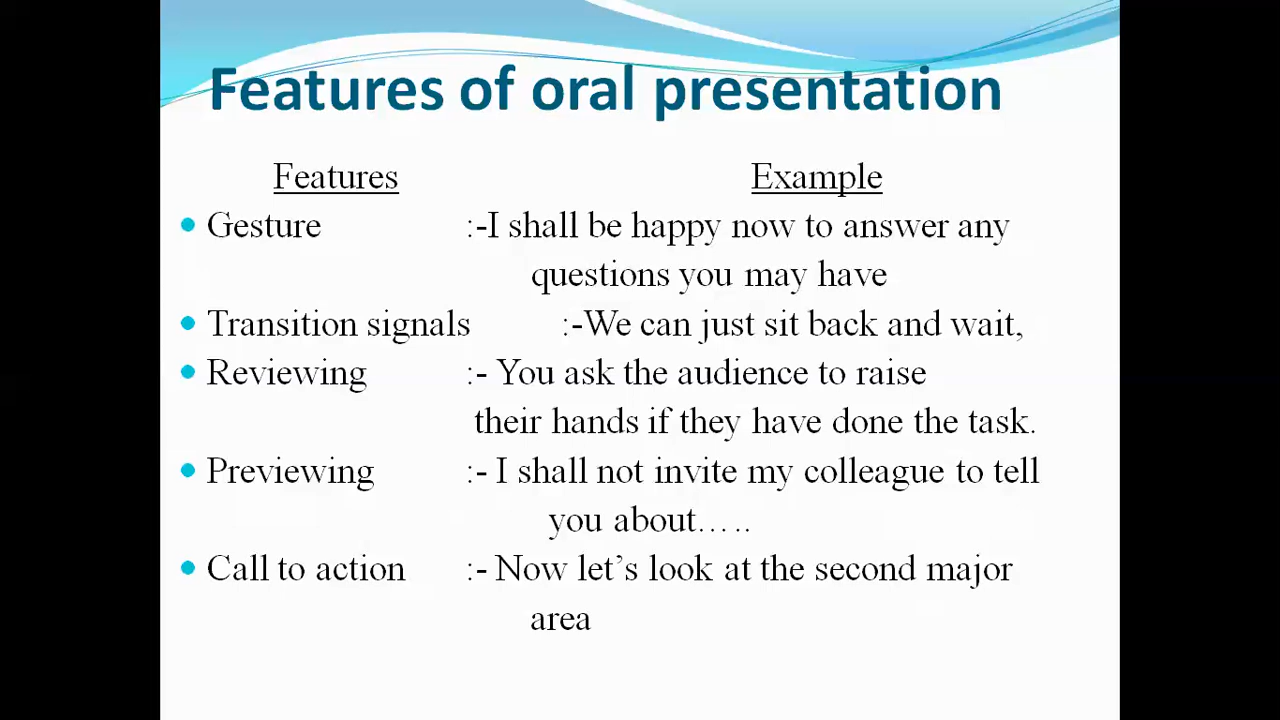 Features of oral presentation
Features Example
• Gesture :-I shall be happy now to answer any
questions you may have
• Transition signals :-We can just sit back and wait,
• Reviewing :- You ask the audience to raise
their hands if they have done the task.
• Previewing :- I shall not invite my colleague to tell
you about…..
• Call to action :- Now let’s look at the second major
area